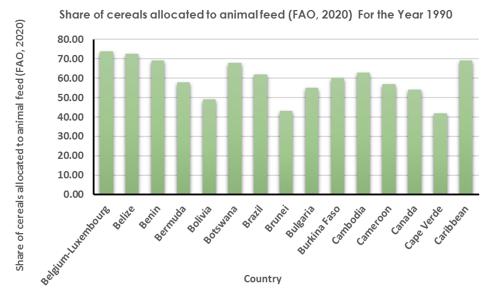 Share of cereals allocated to animal feed (FAO, 2020) For the Year 1990
Share of cereals allocated to animal feed (FAO, 2020)
80.00
70.00
60.00
50.00
40.00
30.00
20.00
10.00
0.00
Belgium-Luxembourg
Belize
Benin
Bermuda
Bolivia
Botswana
Brazil
Brunei
Bulgaria
Burkina Faso
Cambodia
Cameroon
Canada
Cape Verde
Caribbean
Country